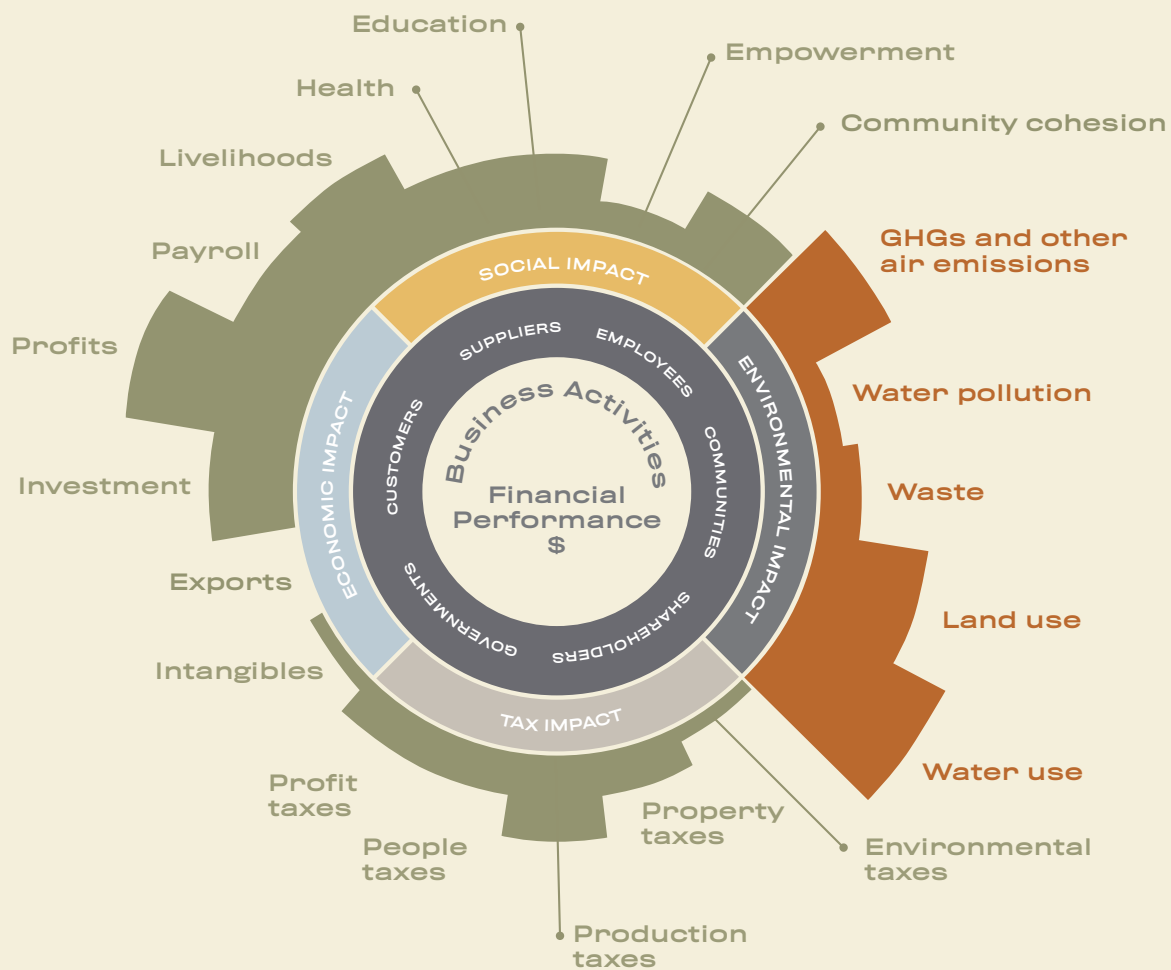 Education
Empowerment
Health
Community cohesion
Livelihoods
GHGs and other
air emissions
Payroll
Profits
Water pollution
Investment
Waste
Exports
Land use
Intangibles
Water use
Profit
taxes
People
taxes
Property
taxes
Environmental
taxes
Production
taxes
SOCIAL IMPACT
ENVIRONMENTAL IMPACT
TAX IMPACT
ECONOMIC IMPACT
SUPPLIERS
EMPLOYEES
COMMUNITIES
SHAREHOLDERS
GOVERNMENTS
CUSTOMERS
Business Activities
Financial
Performance
$